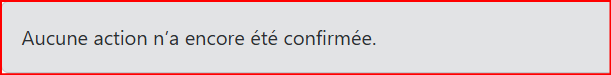 Aucune action n’a encore été confirmée.